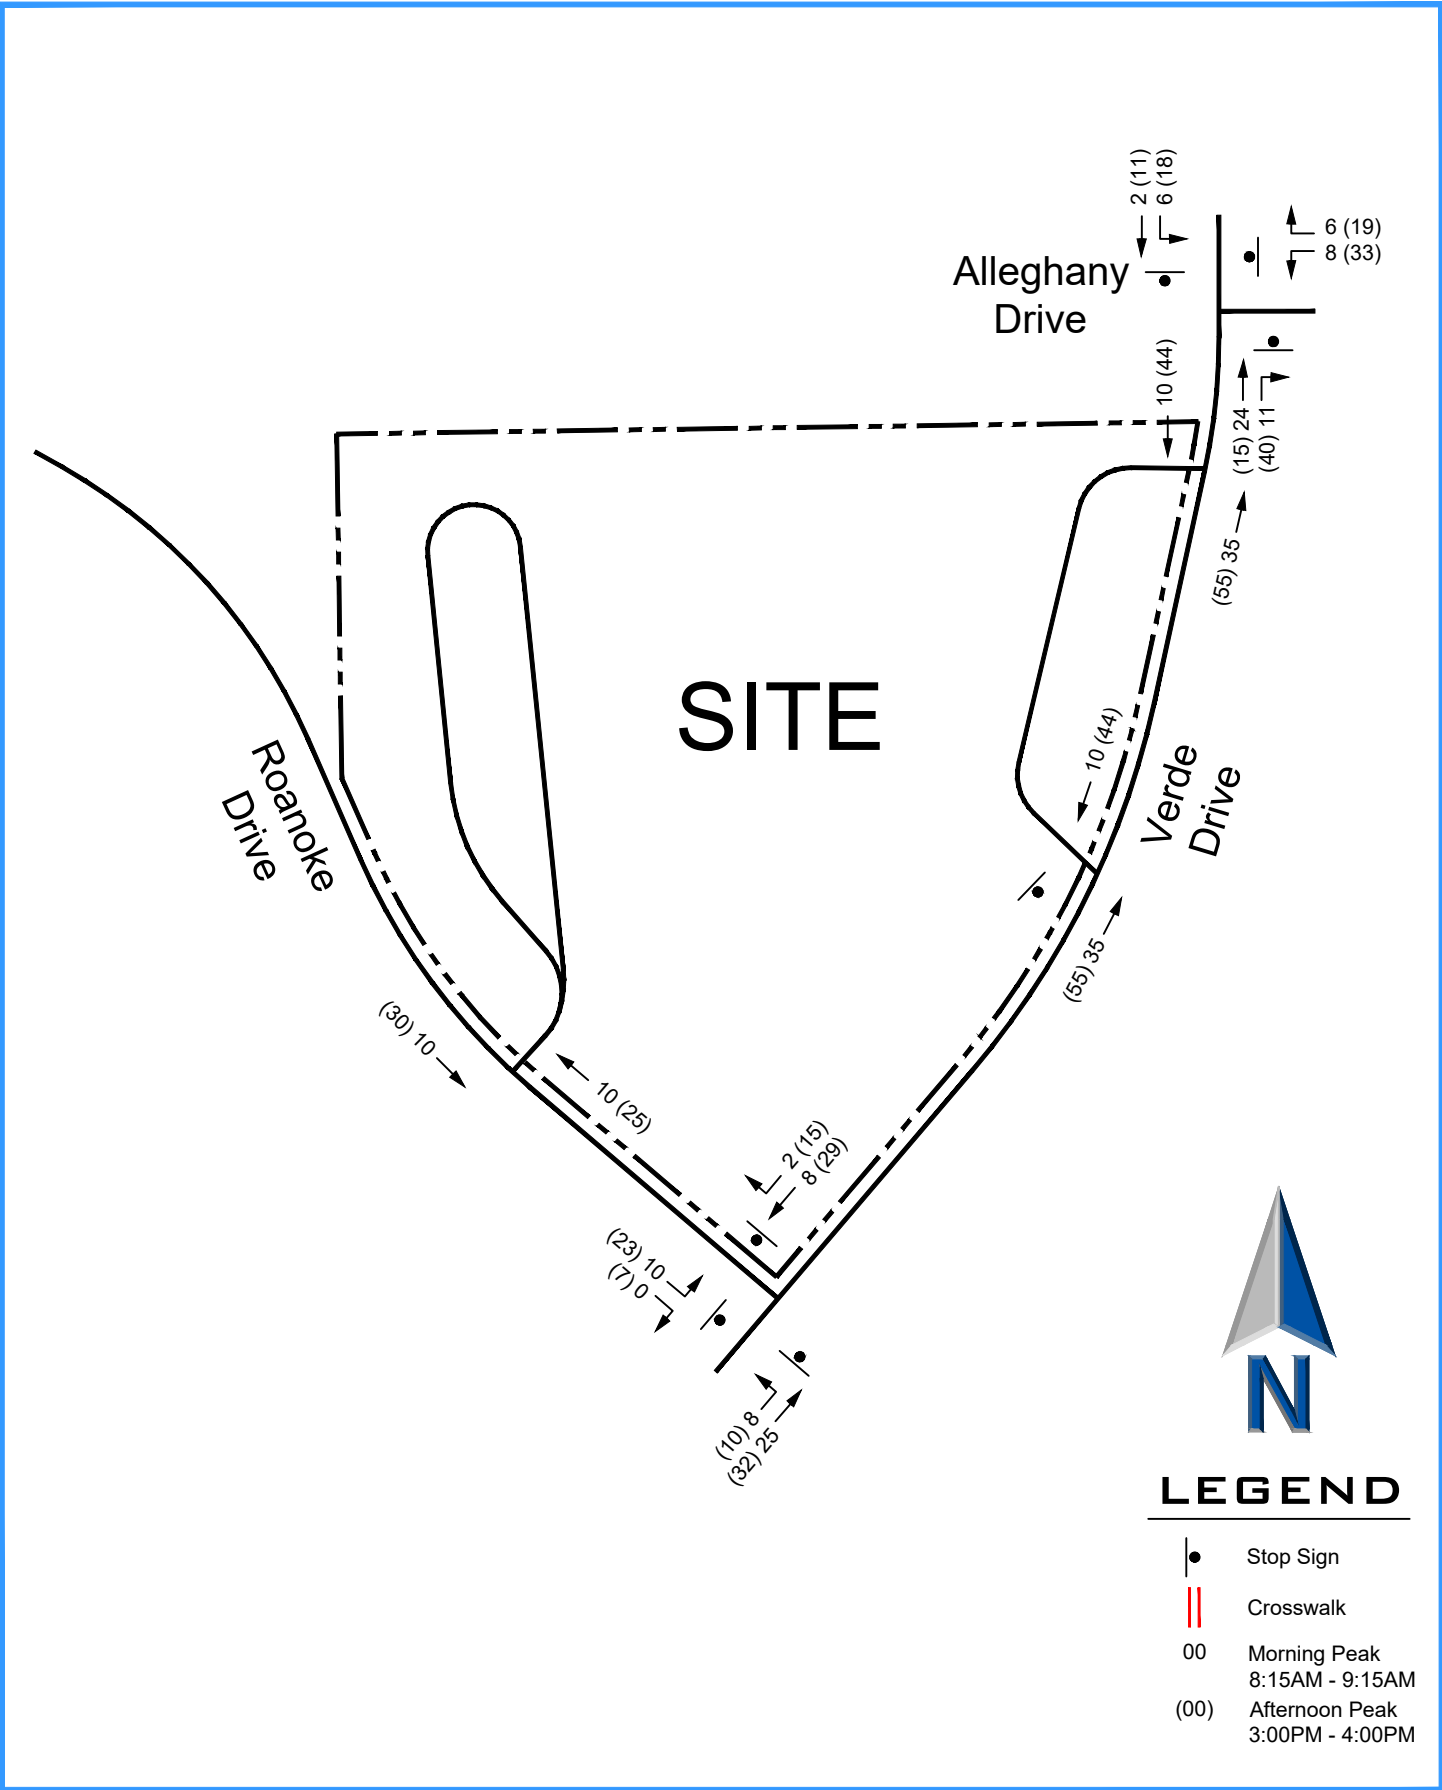 2 (11)
6 (18)
6 (19)
8 (33)
Alleghany
Drive
10 (44)
(15) 24
(40) 11
(55) 35
SITE
10 (44)
Verde
Drive
Roanoke
Drive
(55) 35
(30) 10
10 (25)
2 (15)
8 (29)
(23) 10
(7) 0
(10) 8
(32) 25
N
LEGEND
Stop Sign
Crosswalk
00 Morning Peak
8:15AM - 9:15AM
(00) Afternoon Peak
3:00PM - 4:00PM